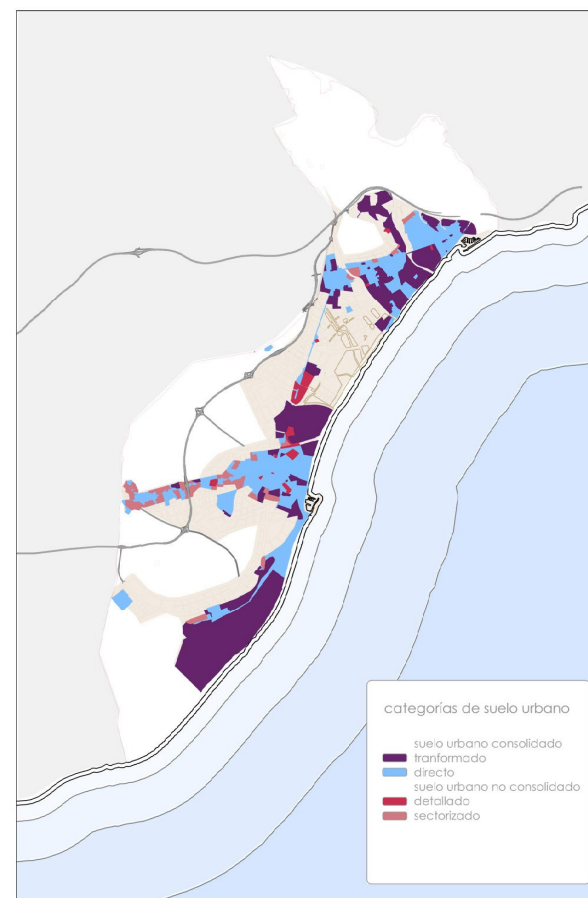 categorías de suelo urbano
suelo urbano consolidado
tranformado
directo
suelo urbano no consolidado
detallado
sectorizado